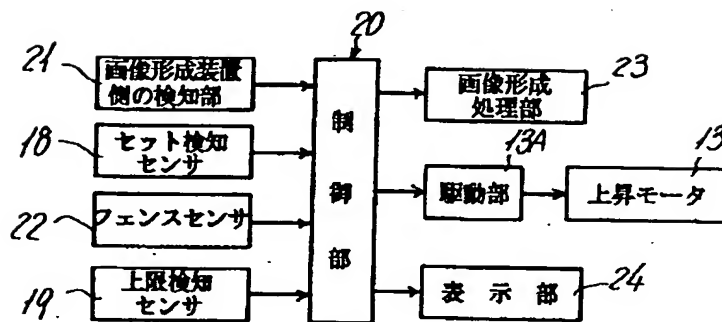 20
21
画像形成装置
側の検知部
18
セット検知
センサ
22
フェンスセンサ
19
上限検知
センサ
制
御
部
画像形成
処理部
23
13A
駆動部
13
上昇モータ
表示部
24